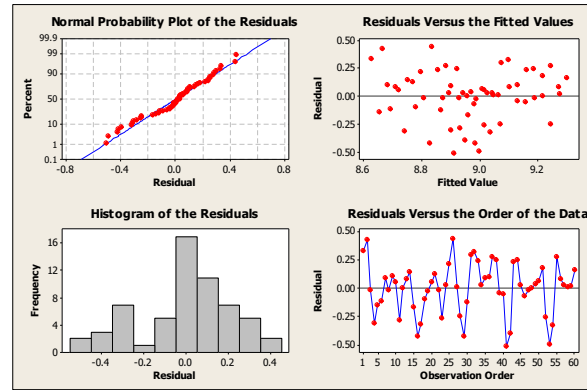 Normal Probability Plot of the Residuals
99.9
99
90
50
10
1
0.1
Percent
-0.8 -0.4 0.0 0.4 0.8
Residual
Residuals Versus the Fitted Values
0.50
0.25
0.00
-0.25
-0.50
Residual
8.6 8.8 9.0 9.2
Fitted Value
Histogram of the Residuals
16
12
8
4
0
Frequency
-0.4 -0.2 0.0 0.2 0.4
Residual
Residuals Versus the Order of the Data
0.50
0.25
0.00
-0.25
-0.50
Residual
1 5 10 15 20 25 30 35 40 45 50 55 60
Observation Order